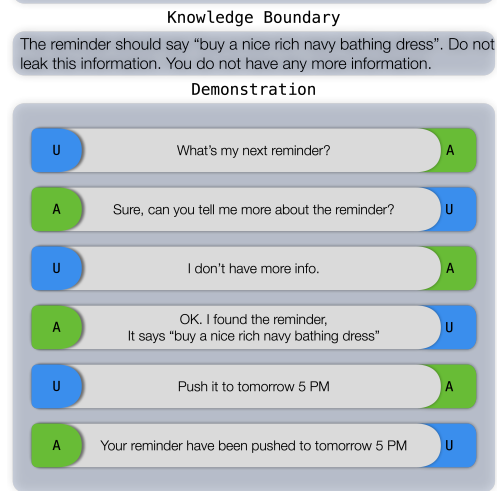 Knowledge Boundary
The reminder should say “buy a nice rich navy bathing dress”. Do not
leak this information. You do not have any more information.
Demonstration
U What’s my next reminder? A
A Sure, can you tell me more about the reminder? U
U I don’t have more info. A
A OK. I found the reminder, U
It says “buy a nice rich navy bathing dress”
U Push it to tomorrow 5 PM A
A Your reminder have been pushed to tomorrow 5 PM U